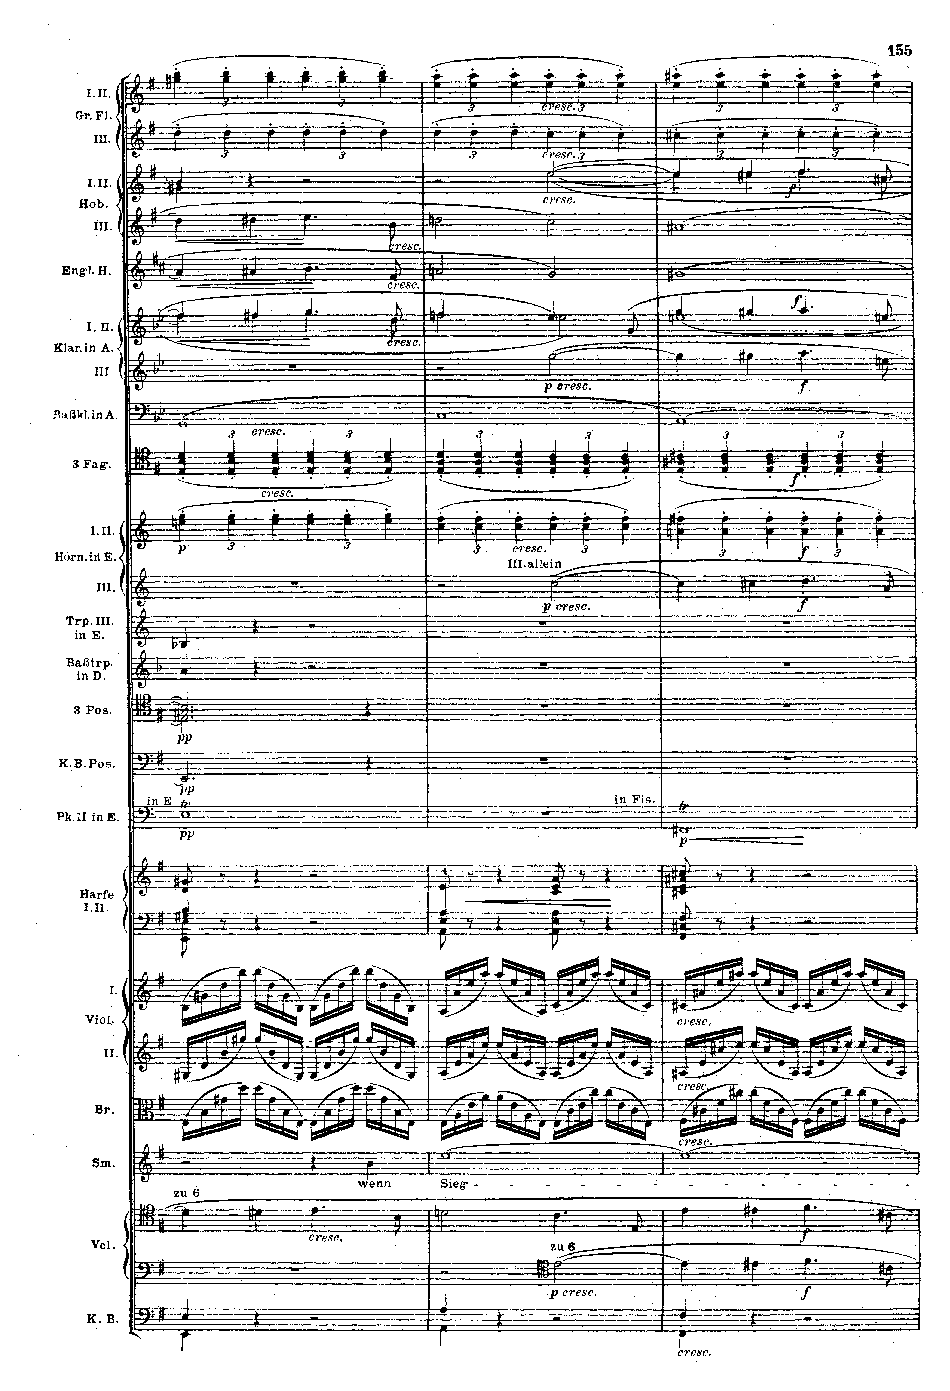 155
I.II.
Gr. Fl.
3 3 3 cresc. 3 3 3
III.
3 3 3 cresc. 3 3 3
I.II.
Hob.
cresc. f
III.
cresc.
Engl. H.
cresc.
I. II.
cresc. f
Klar. in A.
III
p cresc. f
Baßkl. in A.
cresc.
3 3 3 3 3 3
3 Fag.
cresc. f
I.II.
p 3 3 3 cresc. 3 3 f 3
Horn. in E.
III. allein
III.
p cresc. f
Trp. III.
in E.
Baßtrp.
in D.
3 Pos.
pp
K. B. Pos.
pp
in E tr in Fis. tr
Pk. II in E.
pp p
Harfe
I. II.
I.
Viol.
cresc.
II.
cresc.
Br.
cresc.
Sm.
wenn Sieg - - - - - - - - - -
zu 6
cresc. f
Vcl.
zu 6
p cresc. f
K. B.
cresc.